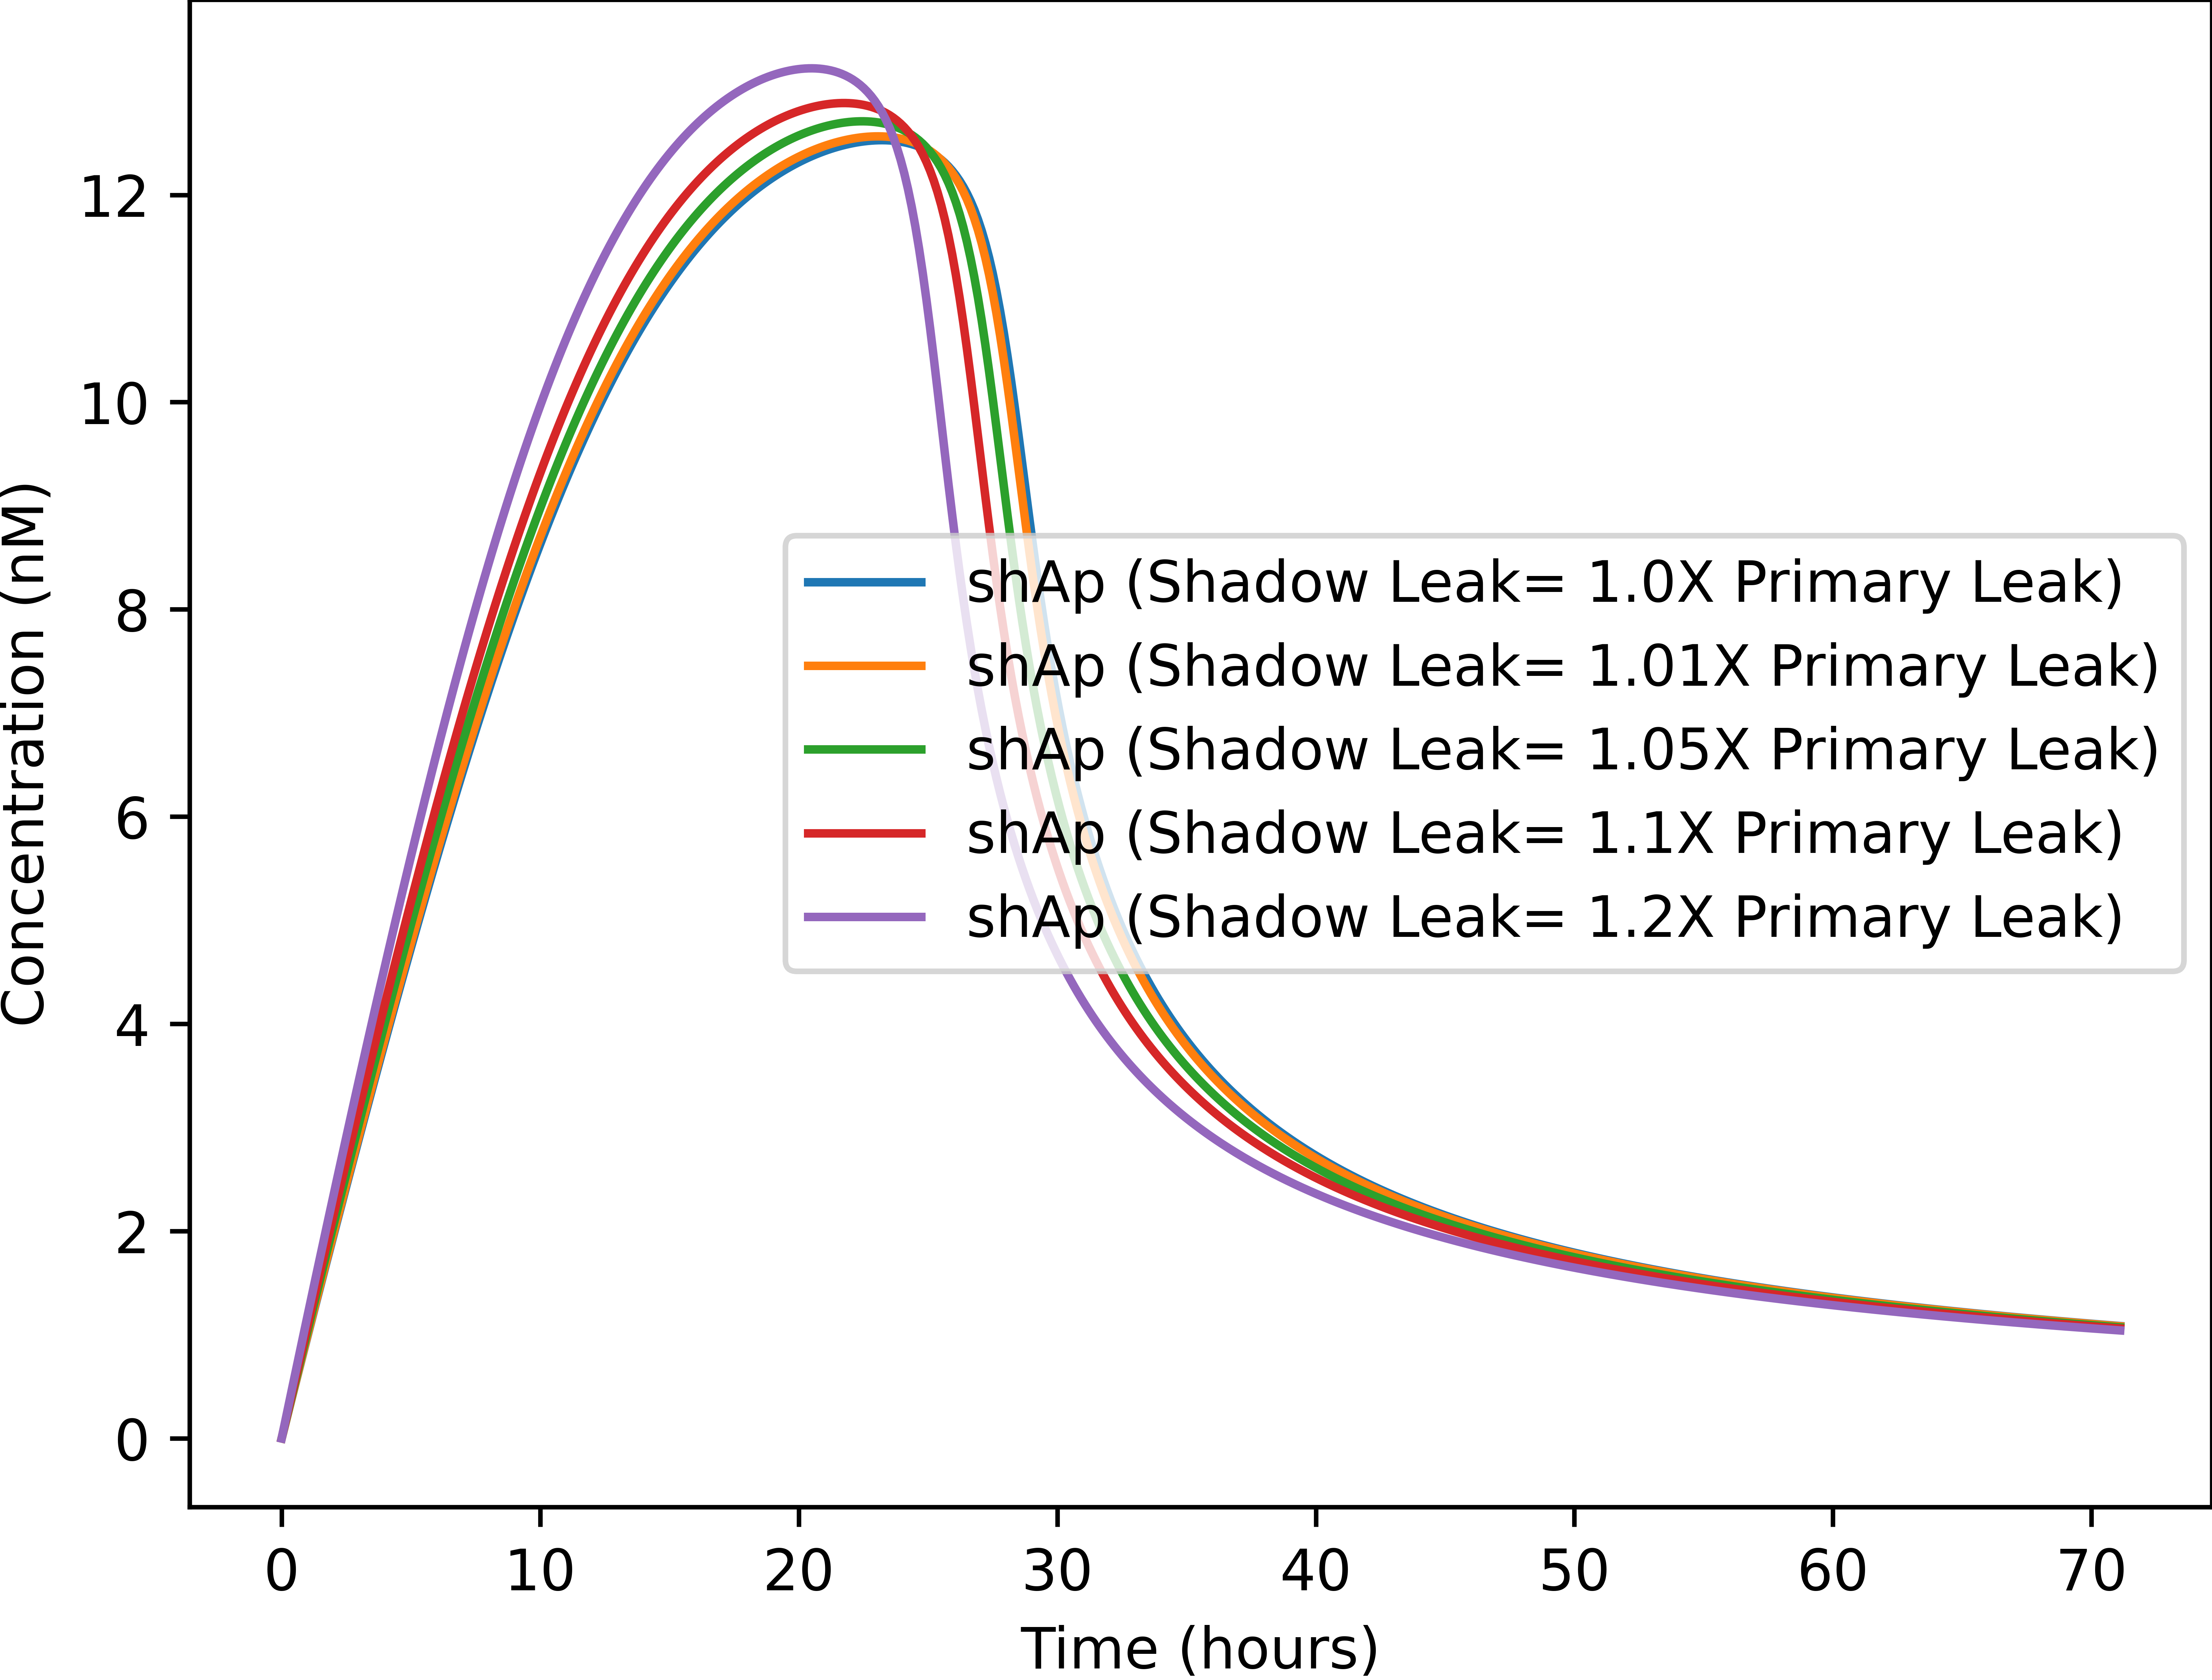 Concentration (nM)
12
10
8
6
4
2
0
shAp (Shadow Leak= 1.0X Primary Leak)
shAp (Shadow Leak= 1.01X Primary Leak)
shAp (Shadow Leak= 1.05X Primary Leak)
shAp (Shadow Leak= 1.1X Primary Leak)
shAp (Shadow Leak= 1.2X Primary Leak)
0 10 20 30 40 50 60 70
Time (hours)